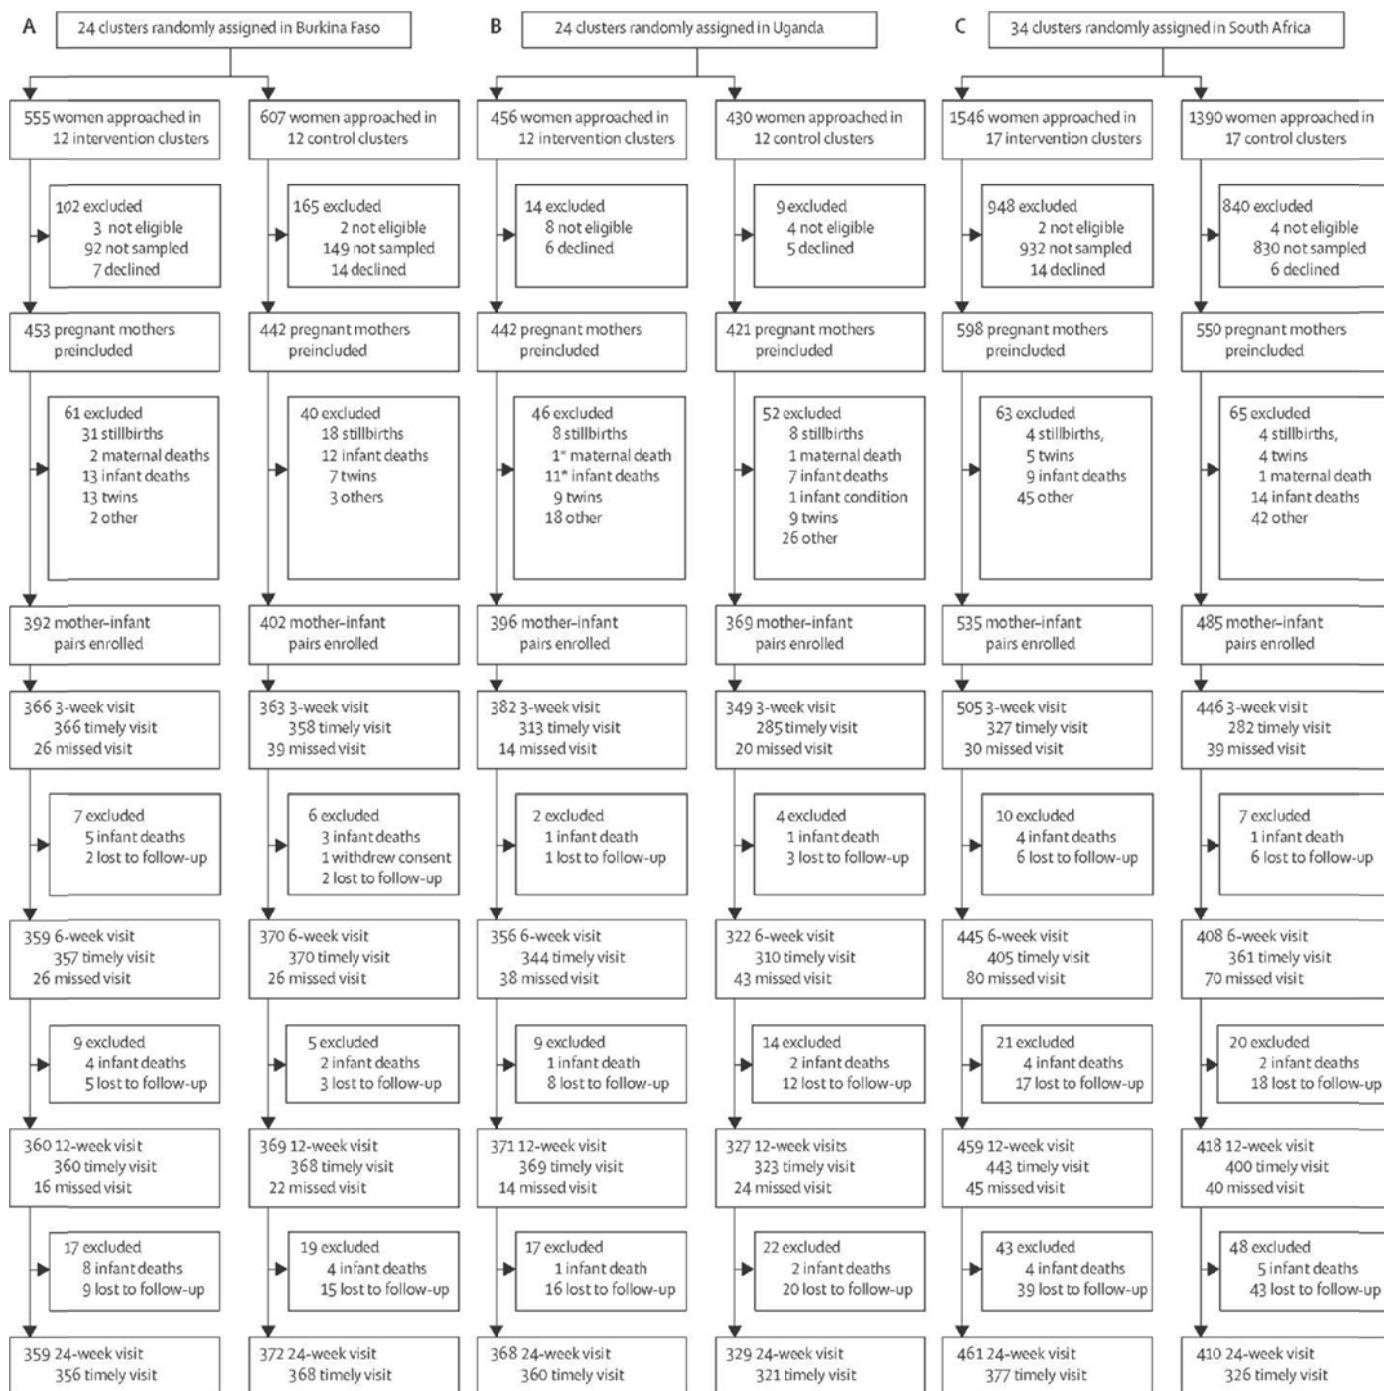 A
24 clusters randomly assigned in Burkina Faso
555 women approached in
12 intervention clusters
607 women approached in
12 control clusters
102 excluded
3 not eligible
92 not sampled
7 declined
165 excluded
2 not eligible
149 not sampled
14 declined
453 pregnant mothers
preincluded
442 pregnant mothers
preincluded
61 excluded
31 stillbirths
2 maternal deaths
13 infant deaths
13 twins
2 other
40 excluded
18 stillbirths
12 infant deaths
7 twins
3 others
392 mother–infant
pairs enrolled
402 mother–infant
pairs enrolled
366 3-week visit
366 timely visit
26 missed visit
363 3-week visit
358 timely visit
39 missed visit
7 excluded
5 infant deaths
2 lost to follow-up
6 excluded
3 infant deaths
1 withdrew consent
2 lost to follow-up
359 6-week visit
357 timely visit
26 missed visit
370 6-week visit
370 timely visit
26 missed visit
9 excluded
4 infant deaths
5 lost to follow-up
5 excluded
2 infant deaths
3 lost to follow-up
360 12-week visit
360 timely visit
16 missed visit
369 12-week visit
368 timely visit
22 missed visit
17 excluded
8 infant deaths
9 lost to follow-up
19 excluded
4 infant deaths
15 lost to follow-up
359 24-week visit
356 timely visit
372 24-week visit
368 timely visit
B
24 clusters randomly assigned in Uganda
456 women approached in
12 intervention clusters
430 women approached in
12 control clusters
14 excluded
8 not eligible
6 declined
9 excluded
4 not eligible
5 declined
442 pregnant mothers
preincluded
421 pregnant mothers
preincluded
46 excluded
8 stillbirths
1* maternal death
11* infant deaths
9 twins
18 other
52 excluded
8 stillbirths
1 maternal death
7 infant deaths
1 infant condition
9 twins
26 other
396 mother–infant
pairs enrolled
369 mother–infant
pairs enrolled
382 3-week visit
313 timely visit
14 missed visit
349 3-week visit
285 timely visit
20 missed visit
2 excluded
1 infant death
1 lost to follow-up
4 excluded
1 infant death
3 lost to follow-up
356 6-week visit
344 timely visit
38 missed visit
322 6-week visit
310 timely visit
43 missed visit
9 excluded
1 infant death
8 lost to follow-up
14 excluded
2 infant deaths
12 lost to follow-up
371 12-week visit
369 timely visit
14 missed visit
327 12-week visits
323 timely visit
24 missed visit
17 excluded
1 infant death
16 lost to follow-up
22 excluded
2 infant deaths
20 lost to follow-up
368 24-week visit
360 timely visit
329 24-week visit
321 timely visit
C
34 clusters randomly assigned in South Africa
1546 women approached in
17 intervention clusters
1390 women approached in
17 control clusters
948 excluded
2 not eligible
932 not sampled
14 declined
840 excluded
4 not eligible
830 not sampled
6 declined
598 pregnant mothers
preincluded
550 pregnant mothers
preincluded
63 excluded
4 stillbirths,
5 twins
9 infant deaths
45 other
65 excluded
4 stillbirths,
4 twins
1 maternal death
14 infant deaths
42 other
535 mother–infant
pairs enrolled
485 mother–infant
pairs enrolled
505 3-week visit
327 timely visit
30 missed visit
446 3-week visit
282 timely visit
39 missed visit
10 excluded
4 infant deaths
6 lost to follow-up
7 excluded
1 infant death
6 lost to follow-up
445 6-week visit
405 timely visit
80 missed visit
408 6-week visit
361 timely visit
70 missed visit
21 excluded
4 infant deaths
17 lost to follow-up
20 excluded
2 infant deaths
18 lost to follow-up
459 12-week visit
443 timely visit
45 missed visit
418 12-week visit
400 timely visit
40 missed visit
43 excluded
4 infant deaths
39 lost to follow-up
48 excluded
5 infant deaths
43 lost to follow-up
461 24-week visit
377 timely visit
410 24-week visit
326 timely visit